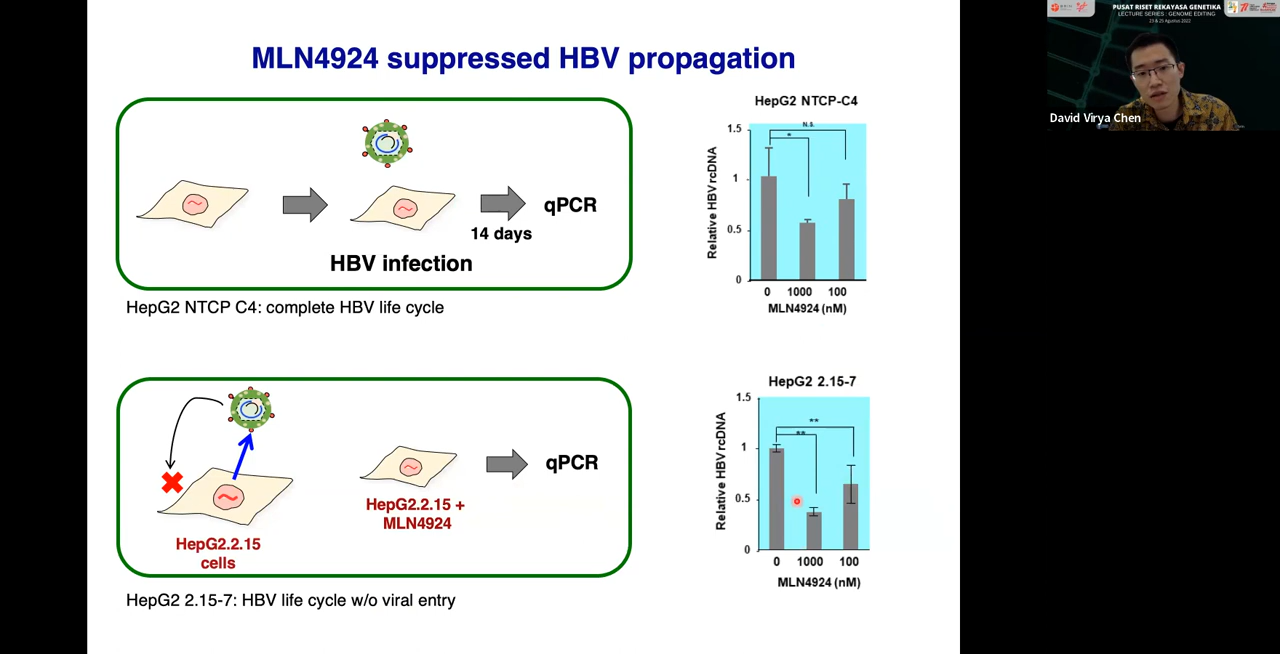 MLN4924 suppressed HBV propagation
qPCR
14 days
HBV infection
HepG2 NTCP C4: complete HBV life cycle
HepG2 NTCP-C4
Relative HBV rcDNA
1.5
1
0.5
0
N.S.
*
0 1000 100
MLN4924 (nM)
HepG2.2.15
cells
HepG2.2.15 +
MLN4924
qPCR
HepG2 2.15-7: HBV life cycle w/o viral entry
HepG2 2.15-7
Relative HBV rcDNA
1.5
1
0.5
0
**
**
0 1000 100
MLN4924 (nM)
PUSAT RISET REKAYASA GENETIKA
LECTURE SERIES : GENOME EDITING
23 & 25 Agustus 2022
David Virya Chen